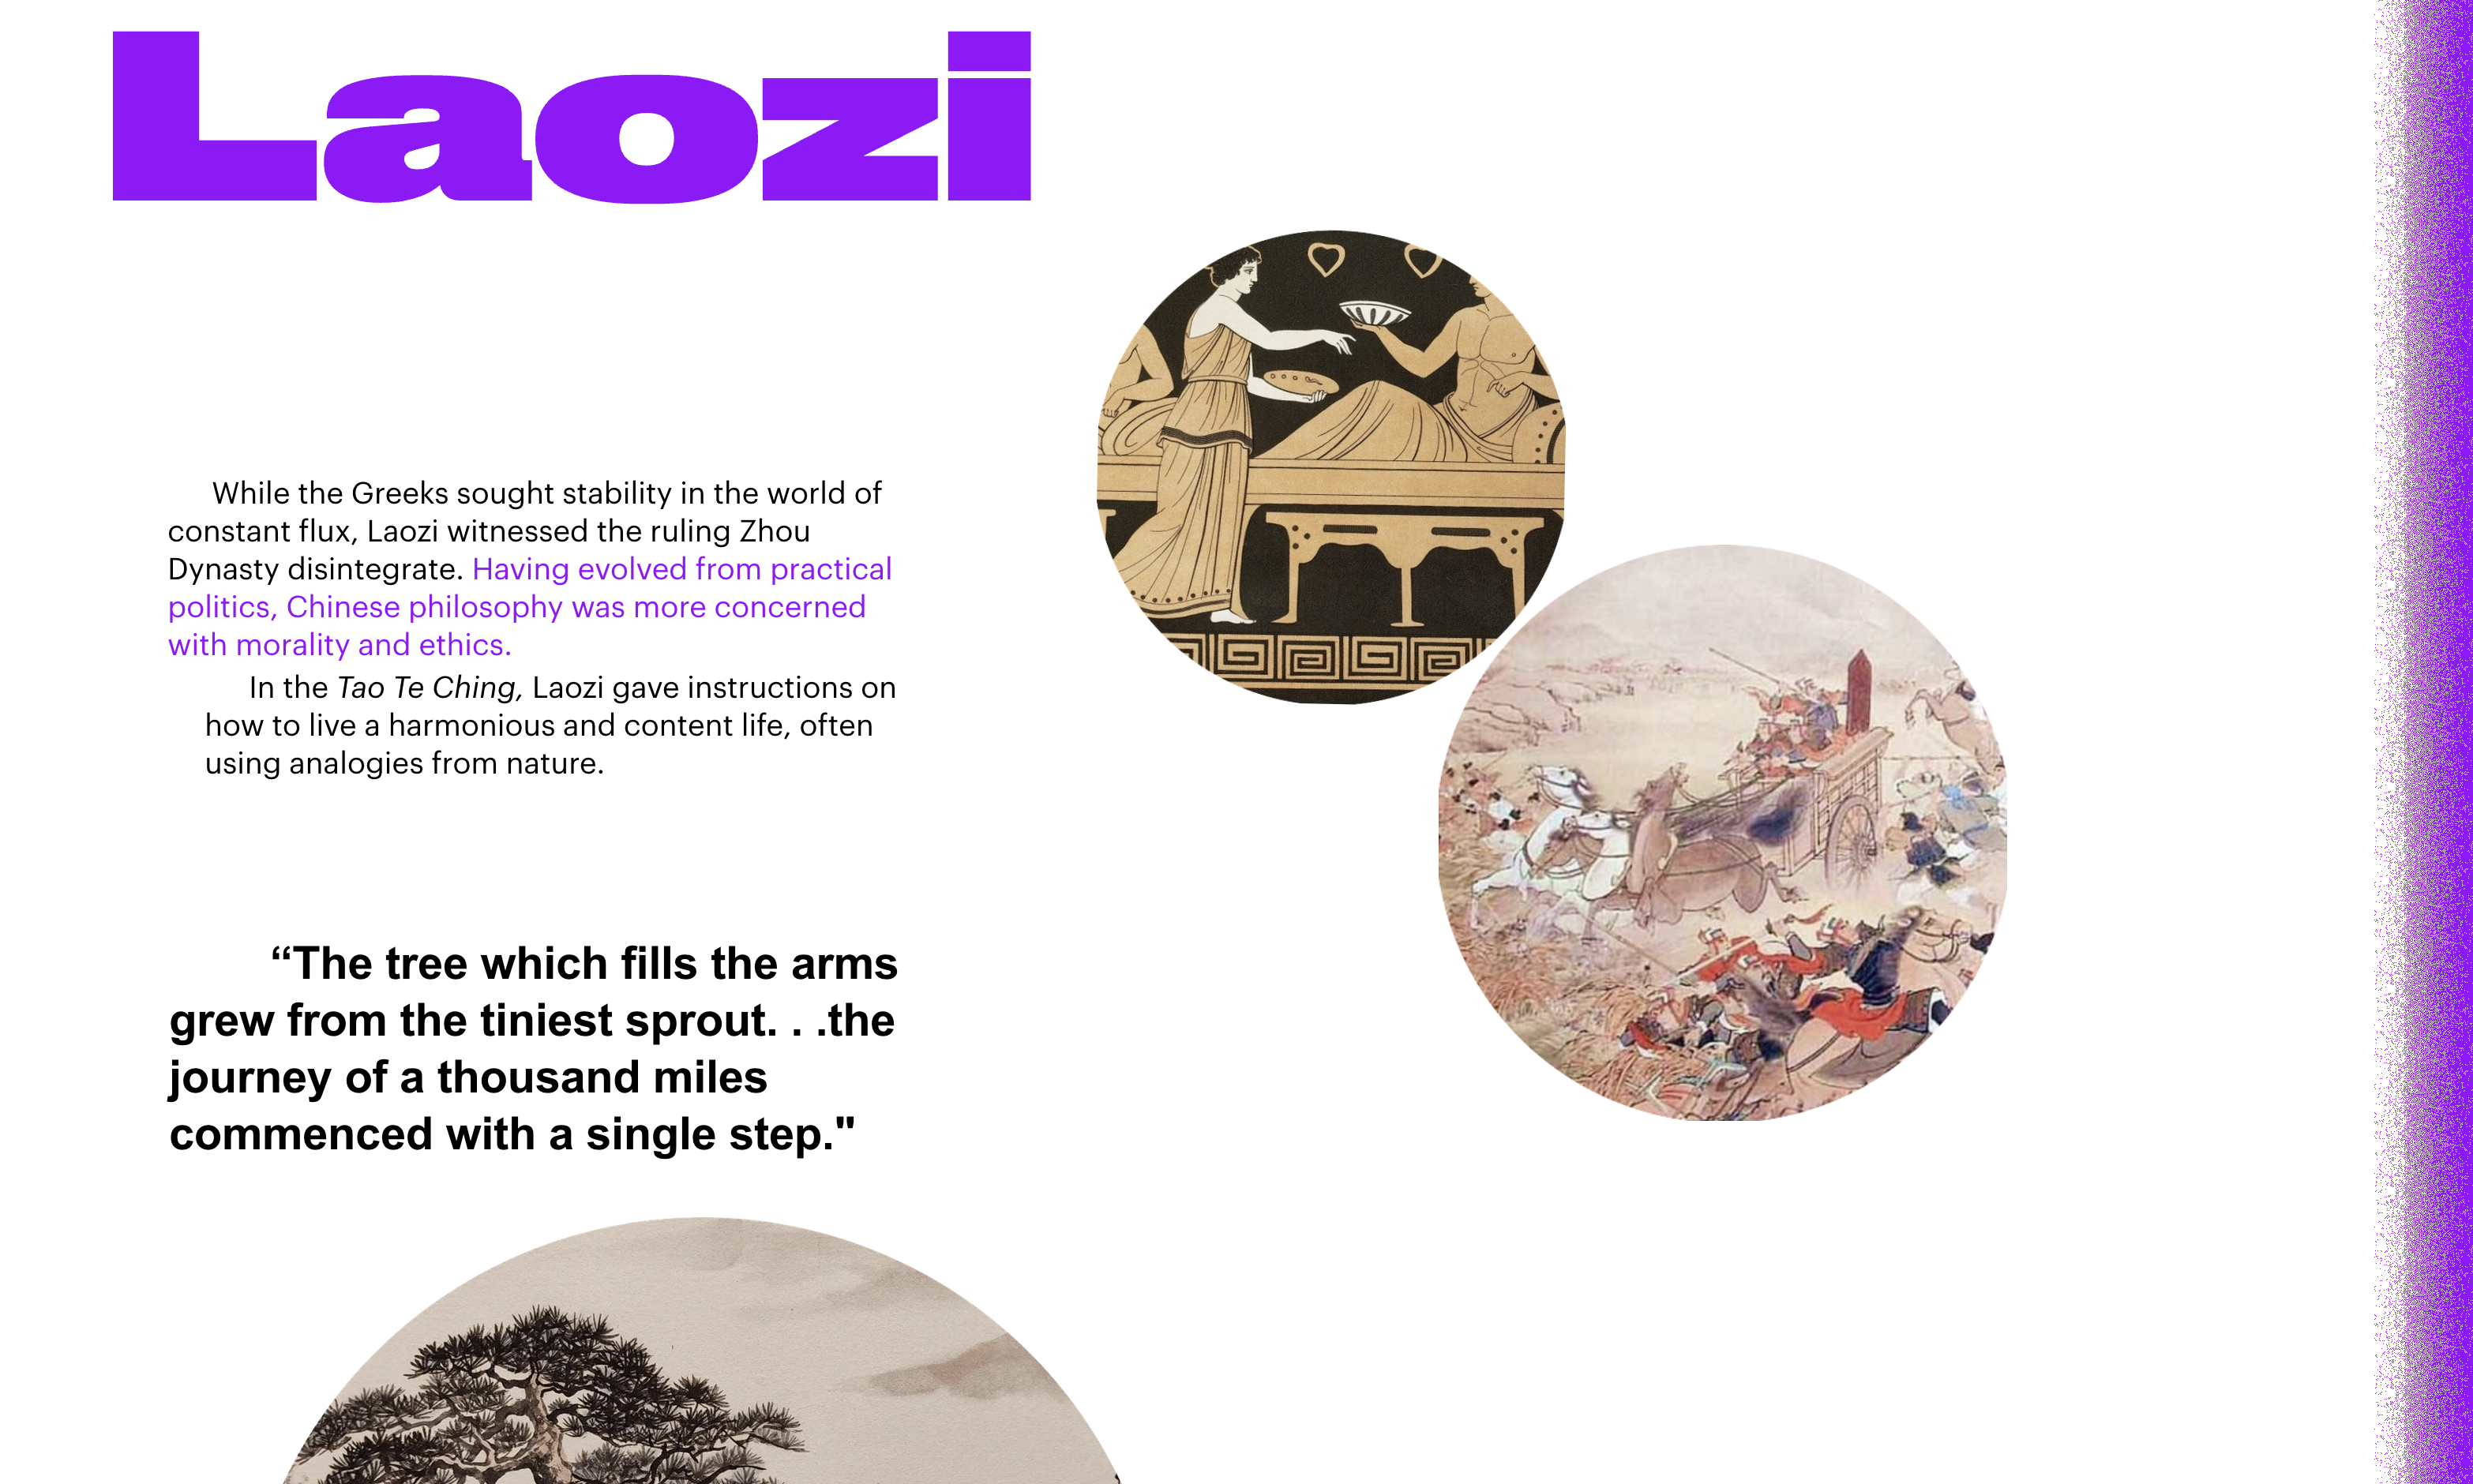 Laozi
While the Greeks sought stability in the world of
constant flux, Laozi witnessed the ruling Zhou
Dynasty disintegrate. Having evolved from practical
politics, Chinese philosophy was more concerned
with morality and ethics.
In the Tao Te Ching, Laozi gave instructions on
how to live a harmonious and content life, often
using analogies from nature.
“The tree which fills the arms
grew from the tiniest sprout. . .the
journey of a thousand miles
commenced with a single step."